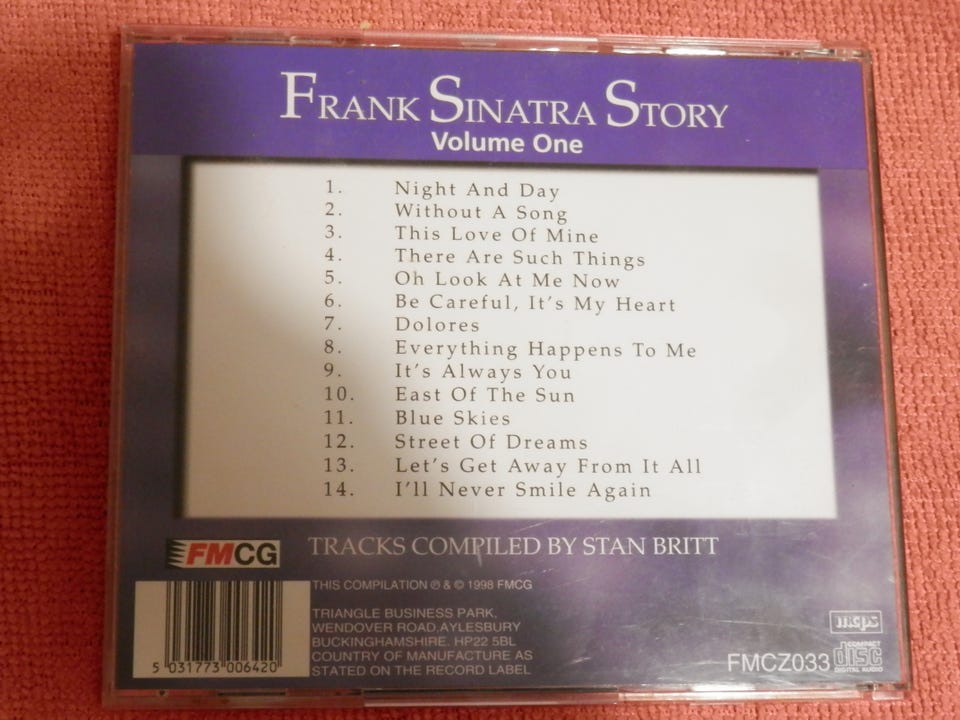 FRANK SINATRA STORY
Volume One
1. Night And Day
2. Without A Song
3. This Love Of Mine
4. There Are Such Things
5. Oh Look At Me Now
6. Be Careful, It's My Heart
7. Dolores
8. Everything Happens To Me
9. It's Always You
10. East Of The Sun
11. Blue Skies
12. Street Of Dreams
13. Let's Get Away From It All
14. I'll Never Smile Again
FMCG TRACKS COMPILED BY STAN BRITT
THIS COMPILATION ℗ & © 1998 FMCG
TRIANGLE BUSINESS PARK,
WENDOVER ROAD,AYLESBURY
BUCKINGHAMSHIRE. HP22 5BL
COUNTRY OF MANUFACTURE AS
STATED ON THE RECORD LABEL
5 031773 006420
mcps
FMCZ033
COMPACT
disc
DIGITAL AUDIO